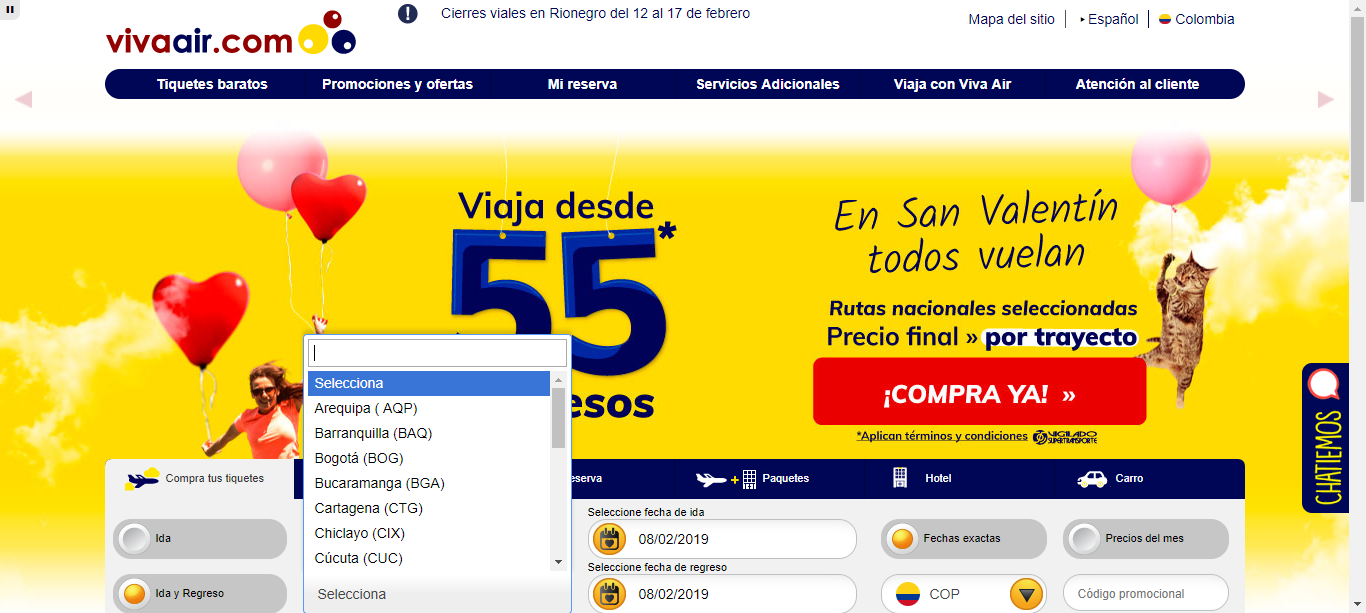 Cierres viales en Rionegro del 12 al 17 de febrero
Mapa del sitio
Español
Colombia
vivaair.com
Tiquetes baratos
Promociones y ofertas
Mi reserva
Servicios Adicionales
Viaja con Viva Air
Atención al cliente
Viaja desde
55*
esos
En San Valentín
todos vuelan
Rutas nacionales seleccionadas
Precio final » por trayecto
¡COMPRA YA! »
*Aplican términos y condiciones
VIGILADO
SUPERTRANSPORTE
CHATIEMOS
Selecciona
Arequipa ( AQP)
Barranquilla (BAQ)
Bogotá (BOG)
Bucaramanga (BGA)
Cartagena (CTG)
Chiclayo (CIX)
Cúcuta (CUC)
Selecciona
Compra tus tiquetes
eserva
+
Paquetes
Hotel
Carro
Ida
Ida y Regreso
Seleccione fecha de ida
08/02/2019
Seleccione fecha de regreso
08/02/2019
Fechas exactas
Precios del mes
COP
Código promocional